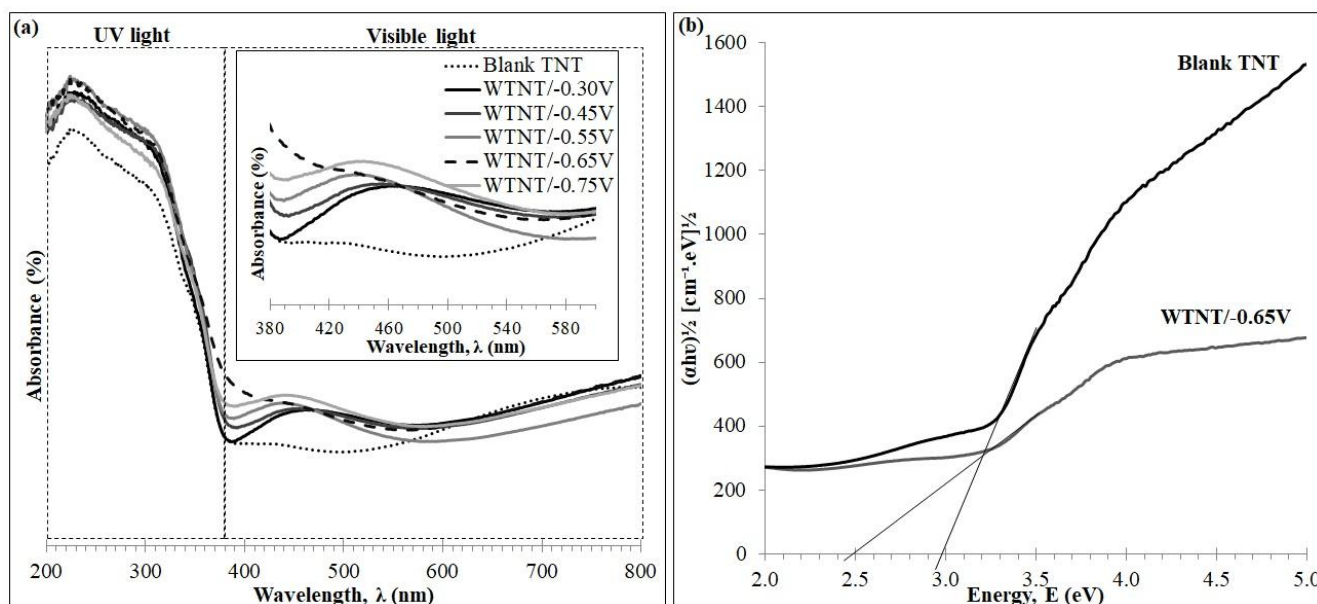 (a)
UV light
Visible light
Blank TNT
WTNT/-0.30V
WTNT/-0.45V
WTNT/-0.55V
WTNT/-0.65V
WTNT/-0.75V
Absorbance (%)
380 420 460 500 540 580
Wavelength, λ (nm)
Absorbance (%)
200 300 400 500 600 700 800
Wavelength, λ (nm)
(b)
1600
1400
1200
1000
800
600
400
200
0
(αhυ)^½ [cm⁻¹.eV]^½
Blank TNT
WTNT/-0.65V
2.0 2.5 3.0 3.5 4.0 4.5 5.0
Energy, E (eV)